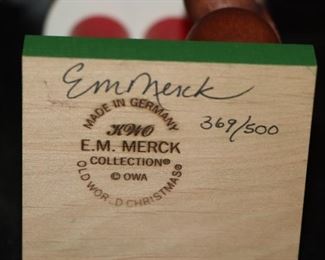 EmMerck
369/500
MADE IN GERMANY
KWO
E.M. MERCK
COLLECTION®
© OWA
OLD WORLD CHRISTMAS®